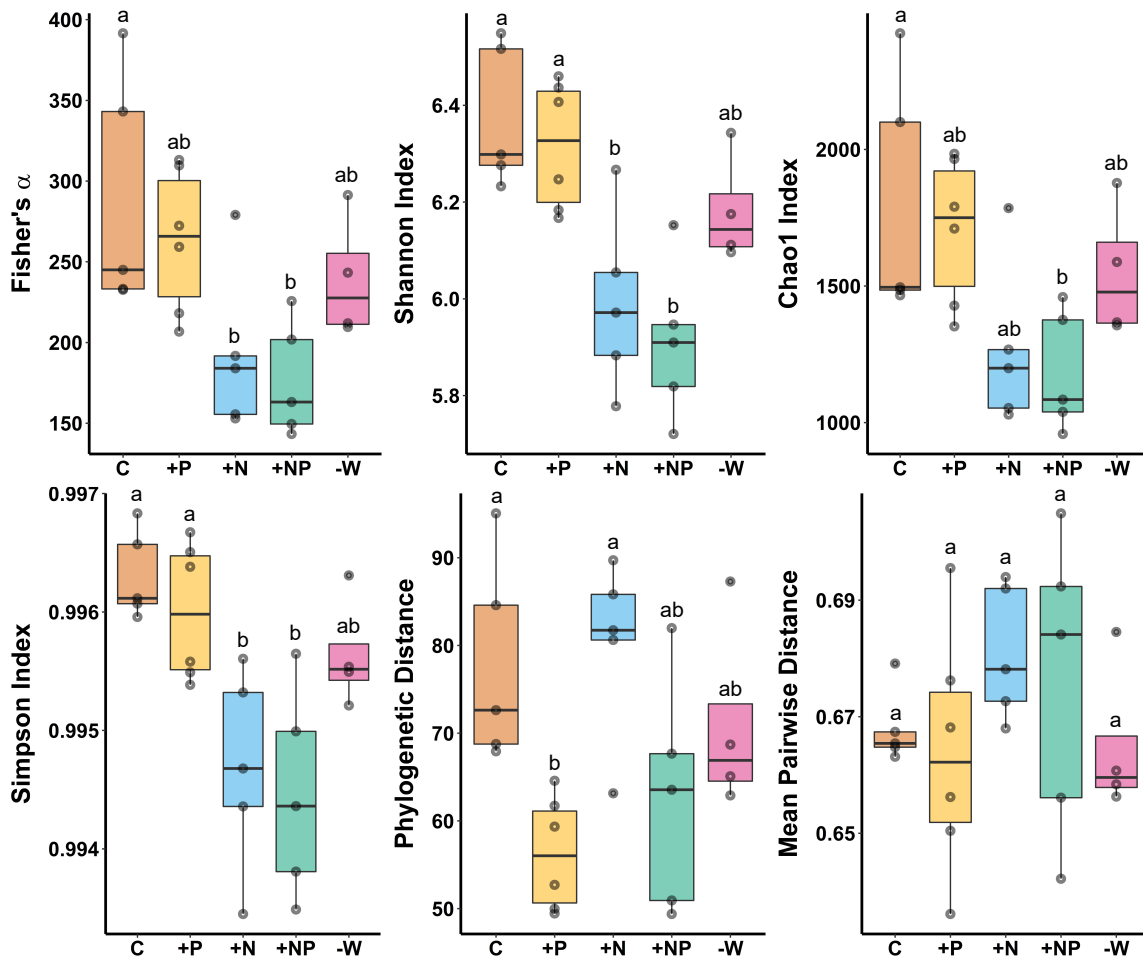 Fisher's α
400
350
300
250
200
150
a
ab
b
b
ab
C +P +N +NP -W
Shannon Index
6.4
6.2
6.0
5.8
a
a
b
b
ab
C +P +N +NP -W
Chao1 Index
2000
1500
1000
a
ab
ab
b
ab
C +P +N +NP -W
Simpson Index
0.997
0.996
0.995
0.994
a
a
b
b
ab
C +P +N +NP -W
Phylogenetic Distance
90
80
70
60
50
a
b
a
ab
ab
C +P +N +NP -W
Mean Pairwise Distance
0.69
0.67
0.65
a
a
a
a
a
C +P +N +NP -W